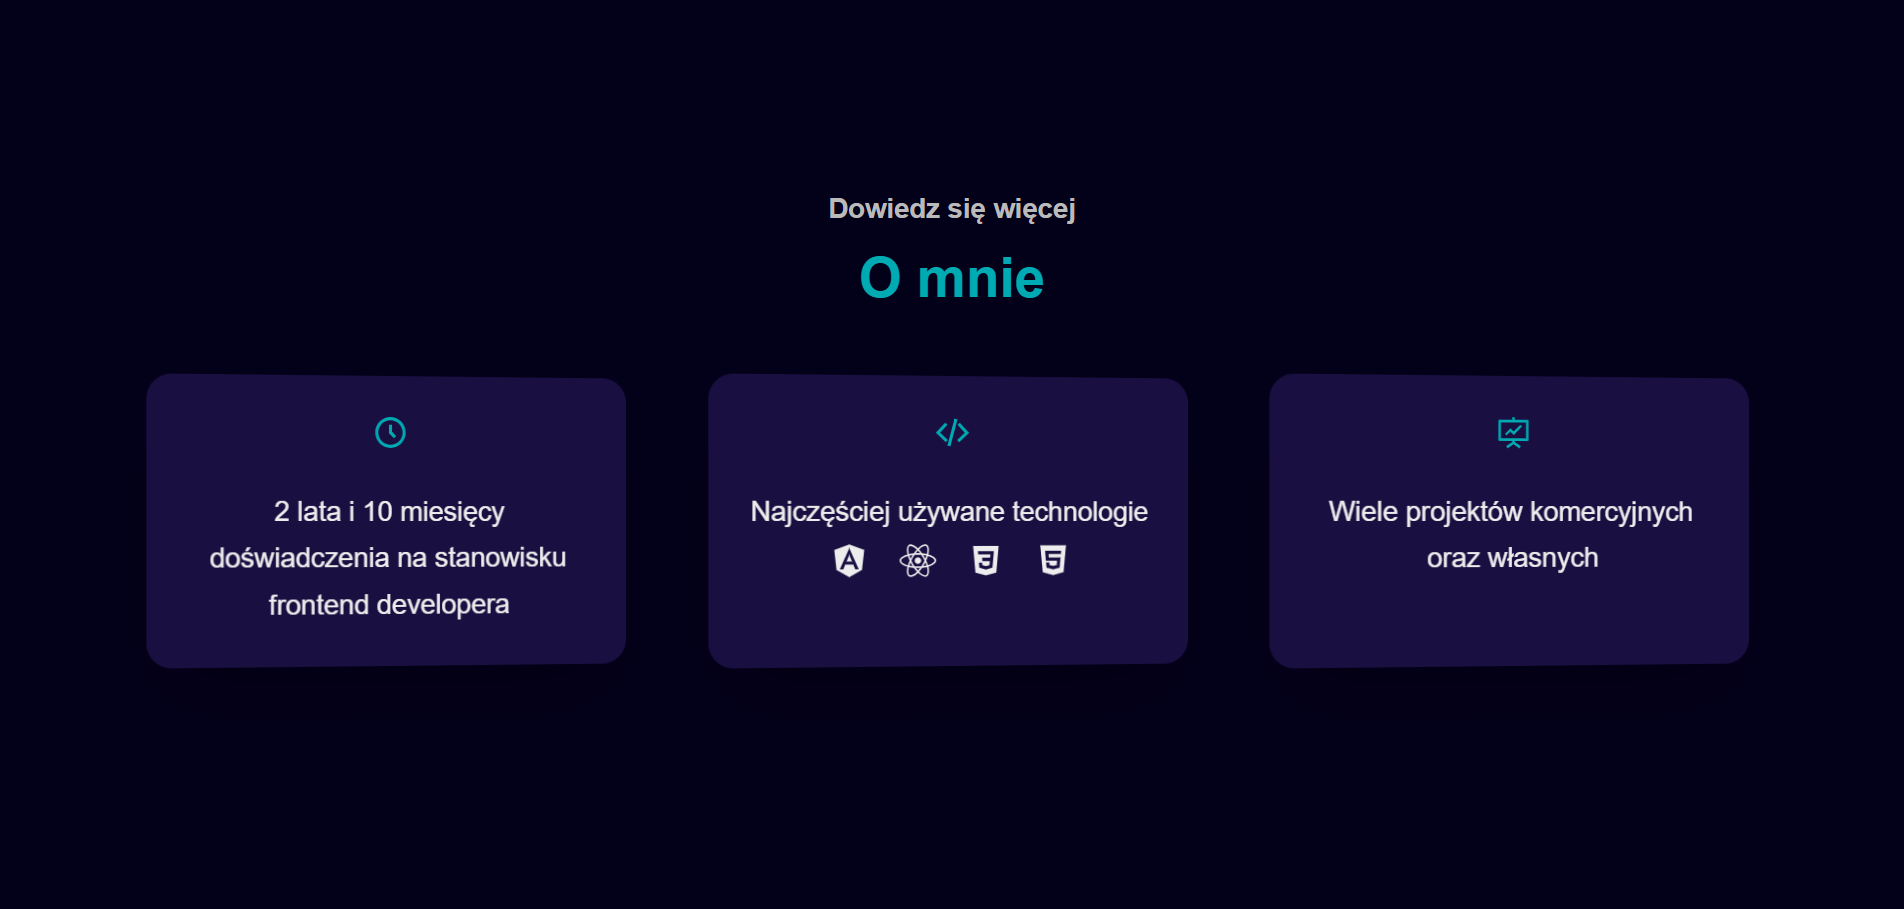 Dowiedz się więcej
O mnie
2 lata i 10 miesięcy
doświadczenia na stanowisku
frontend developera
Najczęściej używane technologie
Wiele projektów komercyjnych
oraz własnych